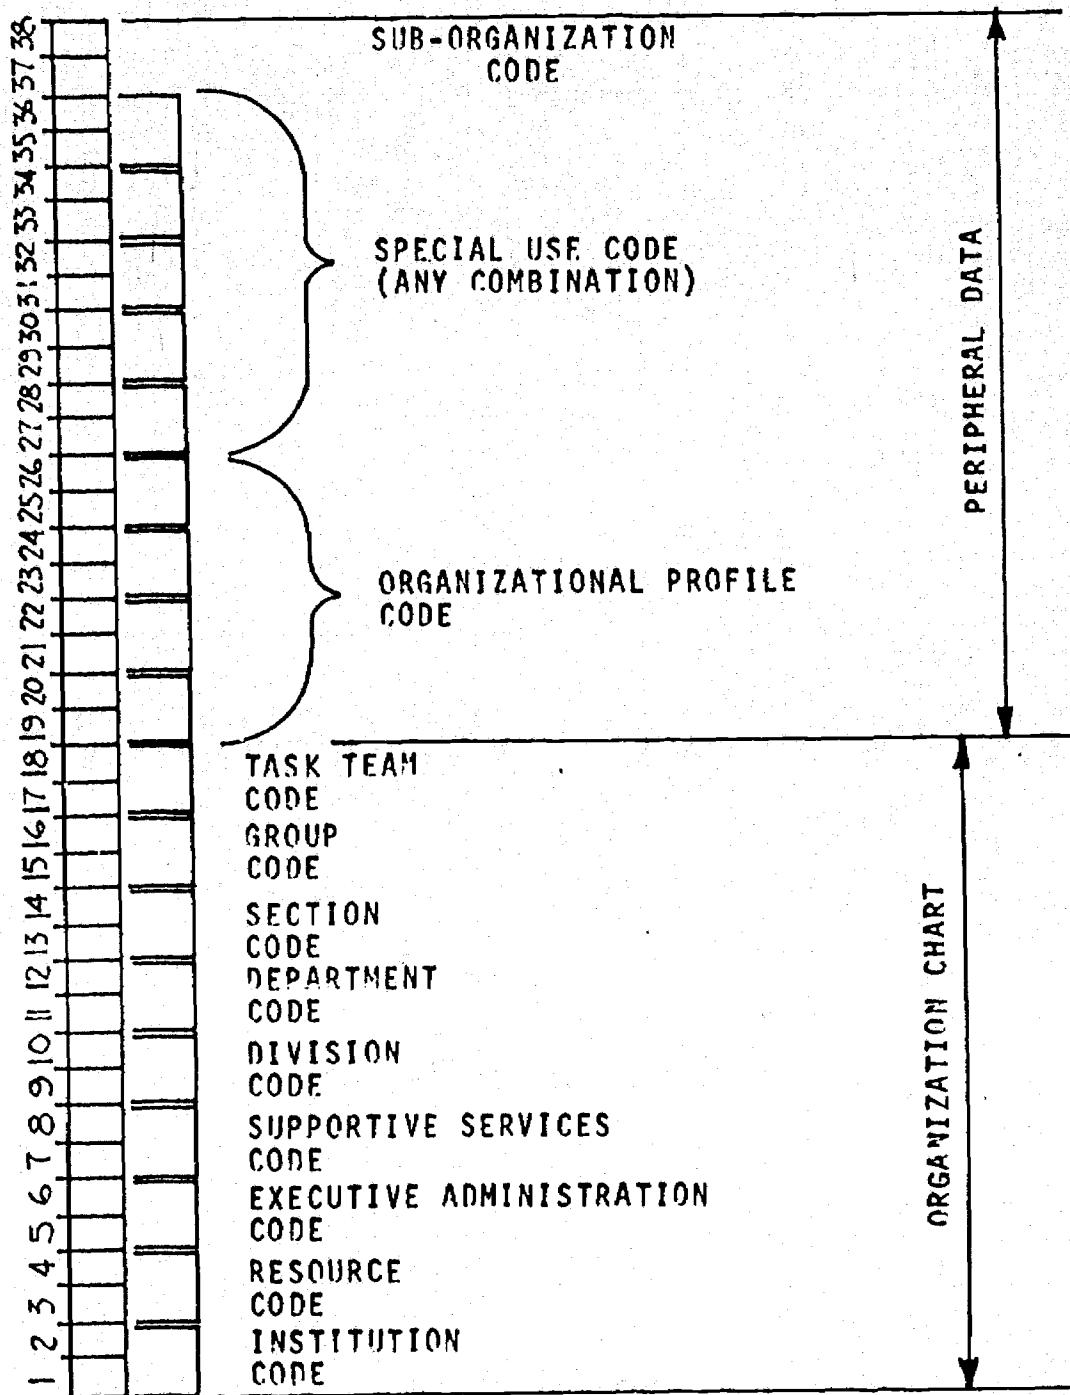 SUB-ORGANIZATION
CODE
SPECIAL USE CODE
(ANY COMBINATION)
PERIPHERAL DATA
ORGANIZATIONAL PROFILE
CODE
TASK TEAM
CODE
GROUP
CODE
SECTION
CODE
DEPARTMENT
CODE
DIVISION
CODE
SUPPORTIVE SERVICES
CODE
EXECUTIVE ADMINISTRATION
CODE
RESOURCE
CODE
INSTITUTION
CODE
ORGANIZATION CHART
1 2 3 4 5 6 7 8 9 10 11 12 13 14 15 16 17 18 19 20 21 22 23 24 25 26 27 28 29 30 31 32 33 34 35 36 37 38